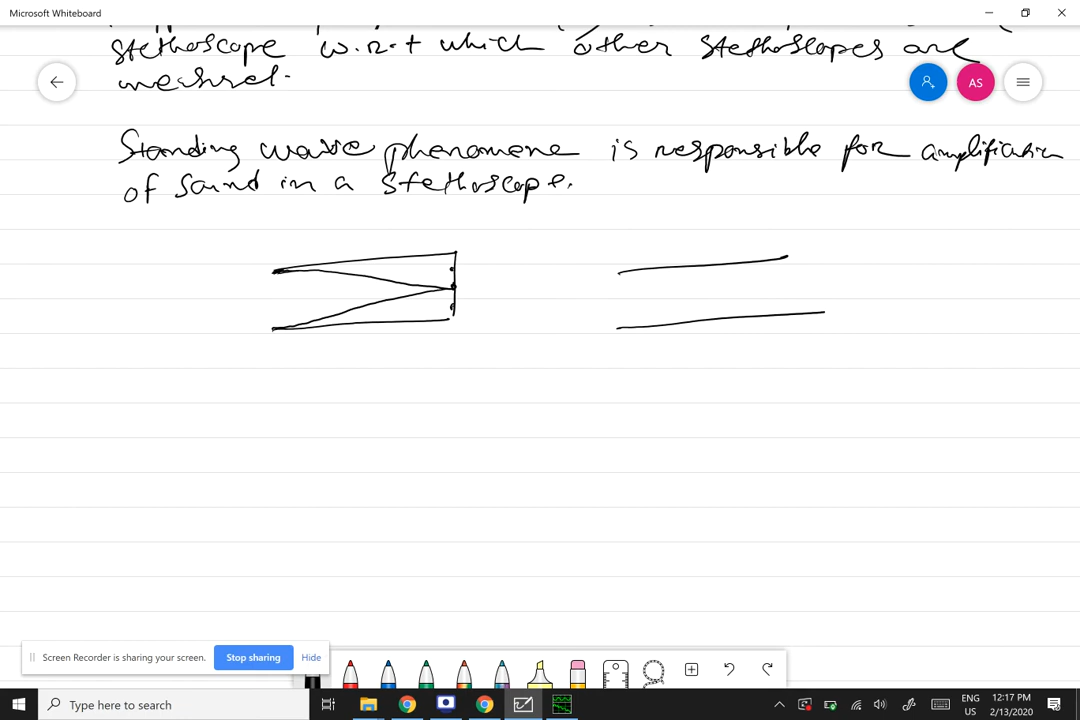 Microsoft Whiteboard
stethoscope w.r.t which other stethoscopes are
AS
Standing wave phenomene is responsible for amplification
of sound in a stethoscope.
Screen Recorder is sharing your screen.
Stop sharing
Hide
Type here to search
ENG
US
12:17 PM
2/13/2020